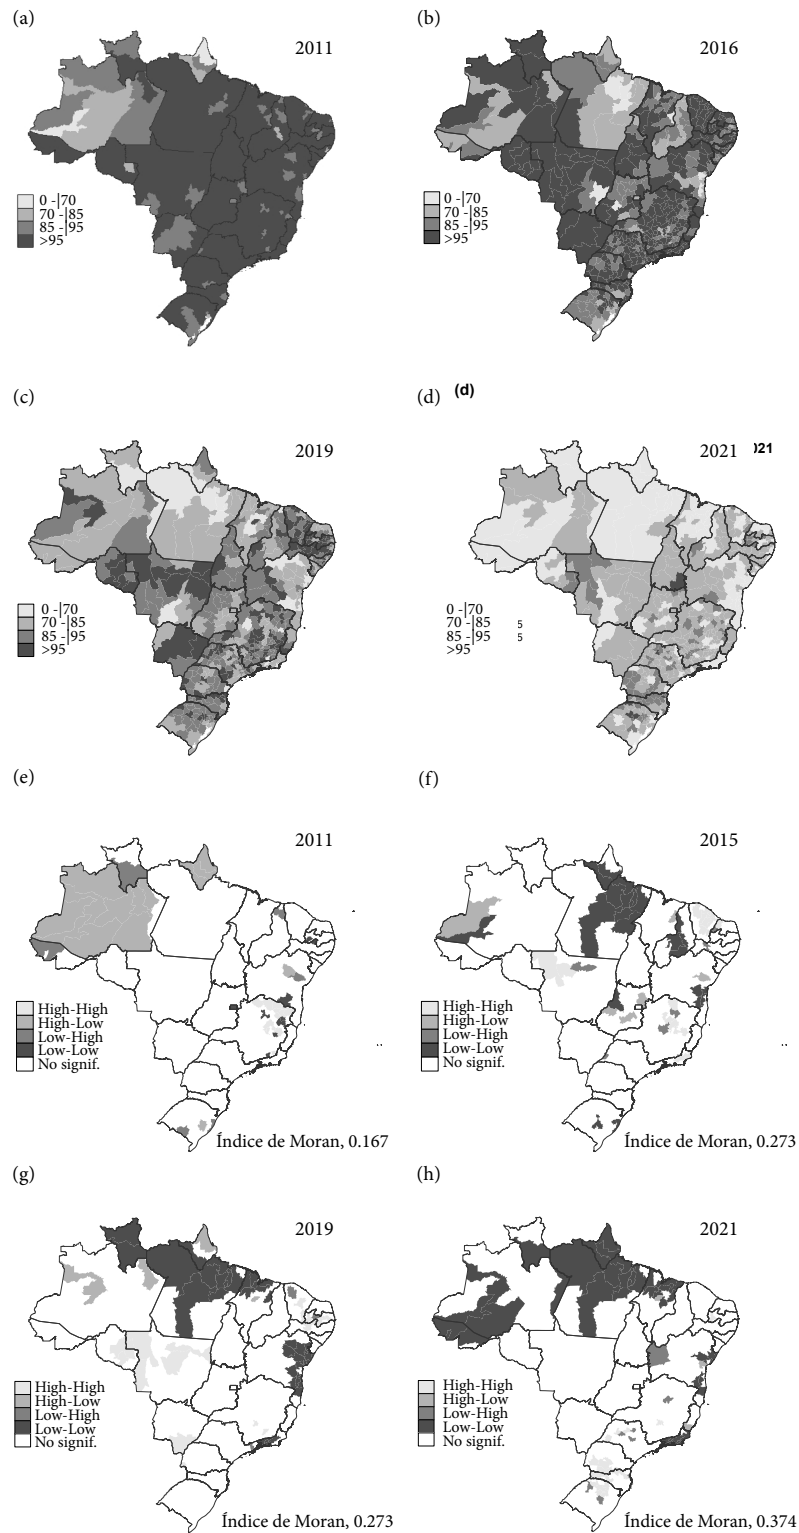 (a)
2011
0 -|70
70 -|85
85 -|95
>95
(b)
2016
0 -|70
70 -|85
85 -|95
>95
(c)
2019
0 -|70
70 -|85
85 -|95
>95
(d) (d)
2021 )21
0 -|70
70 -|85 5
85 -|95 5
>95
(e)
2011
High-High
High-Low
Low-High
Low-Low
No signif.
Índice de Moran, 0.167
(f)
2015
High-High
High-Low
Low-High
Low-Low
No signif.
Índice de Moran, 0.273
(g)
2019
High-High
High-Low
Low-High
Low-Low
No signif.
Índice de Moran, 0.273
(h)
2021
High-High
High-Low
Low-High
Low-Low
No signif.
Índice de Moran, 0.374